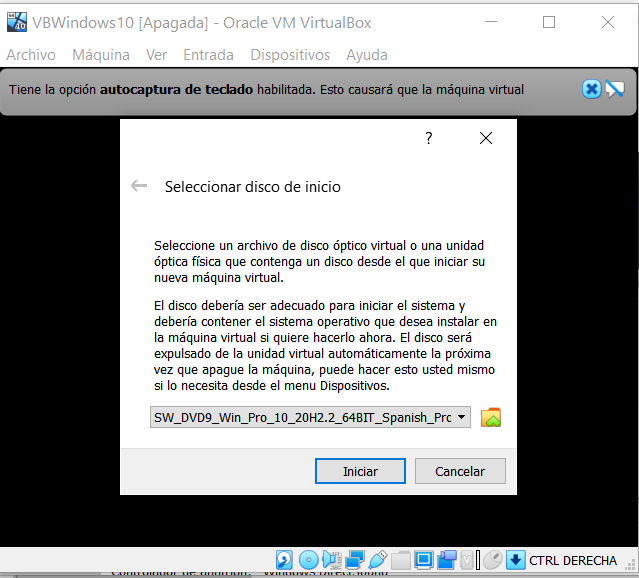 VBWindows10 [Apagada] - Oracle VM VirtualBox
Archivo Máquina Ver Entrada Dispositivos Ayuda
Tiene la opción autocaptura de teclado habilitada. Esto causará que la máquina virtual
?
Seleccionar disco de inicio
Seleccione un archivo de disco óptico virtual o una unidad
óptica física que contenga un disco desde el que iniciar su
nueva máquina virtual.
El disco debería ser adecuado para iniciar el sistema y
debería contener el sistema operativo que desea instalar en
la máquina virtual si quiere hacerlo ahora. El disco será
expulsado de la unidad virtual automáticamente la próxima
vez que apague la máquina, puede hacer esto usted mismo
si lo necesita desde el menu Dispositivos.
SW_DVD9_Win_Pro_10_20H2.2_64BIT_Spanish_Pro
Iniciar Cancelar
CTRL DERECHA